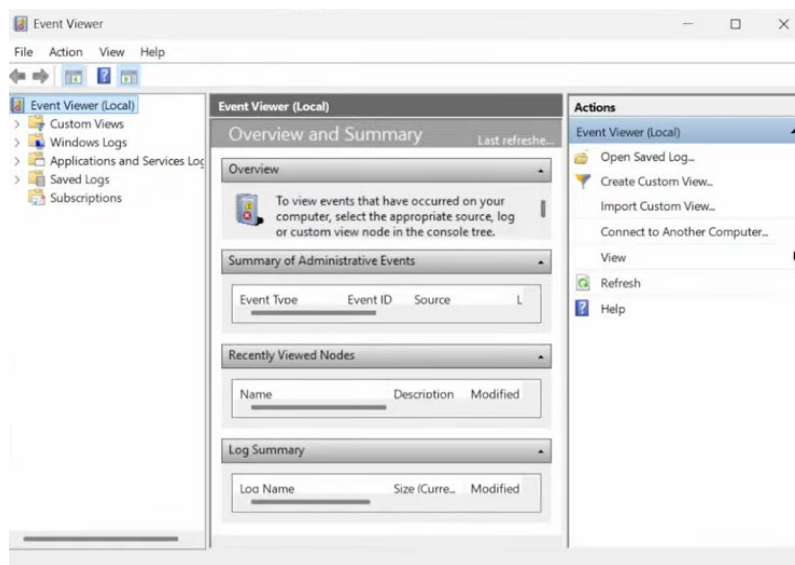 Event Viewer
File Action View Help
Event Viewer (Local)
Custom Views
Windows Logs
Applications and Services Log
Saved Logs
Subscriptions
Event Viewer (Local)
Overview and Summary Last refreshe...
Overview
To view events that have occurred on your
computer, select the appropriate source, log
or custom view node in the console tree.
Summary of Administrative Events
Event Type Event ID Source L
Recently Viewed Nodes
Name Description Modified
Log Summary
Log Name Size (Curre... Modified
Actions
Event Viewer (Local)
Open Saved Log...
Create Custom View...
Import Custom View...
Connect to Another Computer...
View
Refresh
Help